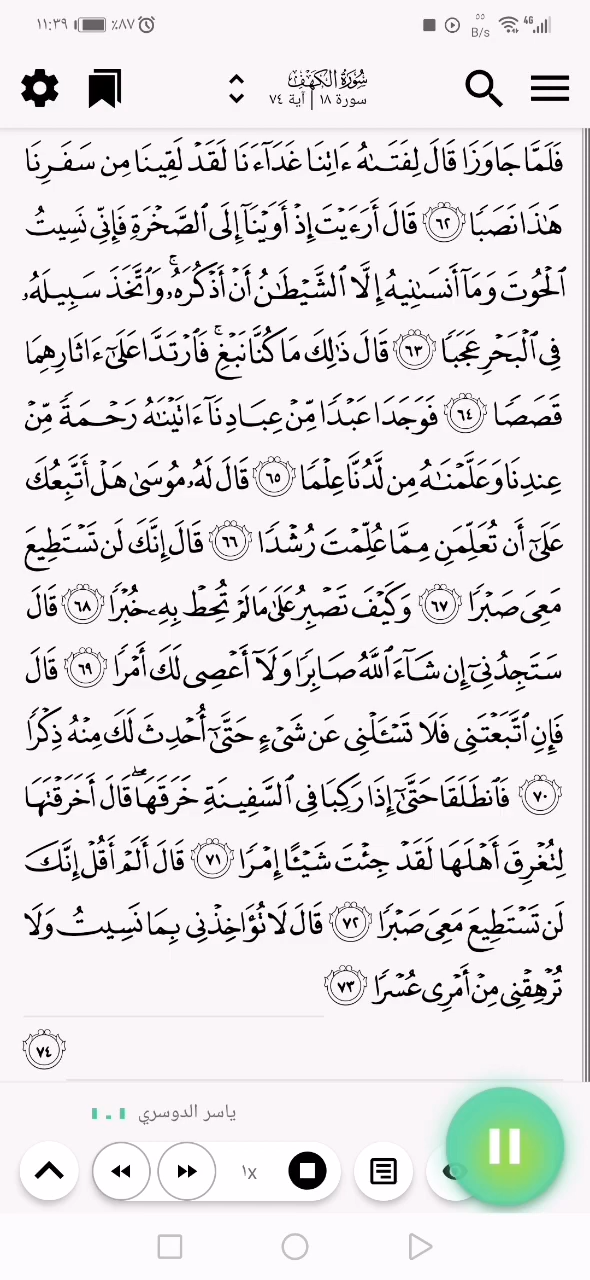 ١١:٣٩ ٪٨٧ ٥٥ B/s 4G
سُورَةُ الكَهْفِ
سورة ١٨ | آية ٧٤
فَلَمَّا جَاوَزَا قَالَ لِفَتَىٰهُ ءَاتِنَا غَدَآءَنَا لَقَدْ لَقِينَا مِن سَفَرِنَا
هَٰذَا نَصَبًا ٦٢ قَالَ أَرَءَيْتَ إِذْ أَوَيْنَآ إِلَى ٱلصَّخْرَةِ فَإِنِّى نَسِيتُ
ٱلْحُوتَ وَمَآ أَنسَىٰنِيهُ إِلَّا ٱلشَّيْطَٰنُ أَنْ أَذْكُرَهُۥ ۚ وَٱتَّخَذَ سَبِيلَهُۥ
فِى ٱلْبَحْرِ عَجَبًا ٦٣ قَالَ ذَٰلِكَ مَا كُنَّا نَبْغِ ۚ فَٱرْتَدَّا عَلَىٰٓ ءَاثَارِهِمَا
قَصَصًا ٦٤ فَوَجَدَا عَبْدًا مِّنْ عِبَادِنَآ ءَاتَيْنَٰهُ رَحْمَةً مِّنْ
عِندِنَا وَعَلَّمْنَٰهُ مِن لَّدُنَّا عِلْمًا ٦٥ قَالَ لَهُۥ مُوسَىٰ هَلْ أَتَّبِعُكَ
عَلَىٰٓ أَن تُعَلِّمَنِ مِمَّا عُلِّمْتَ رُشْدًا ٦٦ قَالَ إِنَّكَ لَن تَسْتَطِيعَ
مَعِىَ صَبْرًا ٦٧ وَكَيْفَ تَصْبِرُ عَلَىٰ مَا لَمْ تُحِطْ بِهِۦ خُبْرًا ٦٨ قَالَ
سَتَجِدُنِىٓ إِن شَآءَ ٱللَّهُ صَابِرًا وَلَآ أَعْصِى لَكَ أَمْرًا ٦٩ قَالَ
فَإِنِ ٱتَّبَعْتَنِى فَلَا تَسْـَٔلْنِى عَن شَىْءٍ حَتَّىٰٓ أُحْدِثَ لَكَ مِنْهُ ذِكْرًا
٧٠ فَٱنطَلَقَا حَتَّىٰٓ إِذَا رَكِبَا فِى ٱلسَّفِينَةِ خَرَقَهَا ۖ قَالَ أَخَرَقْتَهَا
لِتُغْرِقَ أَهْلَهَا لَقَدْ جِئْتَ شَيْـًٔا إِمْرًا ٧١ قَالَ أَلَمْ أَقُلْ إِنَّكَ
لَن تَسْتَطِيعَ مَعِىَ صَبْرًا ٧٢ قَالَ لَا تُؤَاخِذْنِى بِمَا نَسِيتُ وَلَا
تُرْهِقْنِى مِنْ أَمْرِى عُسْرًا ٧٣
٧٤
ياسر الدوسري
١x